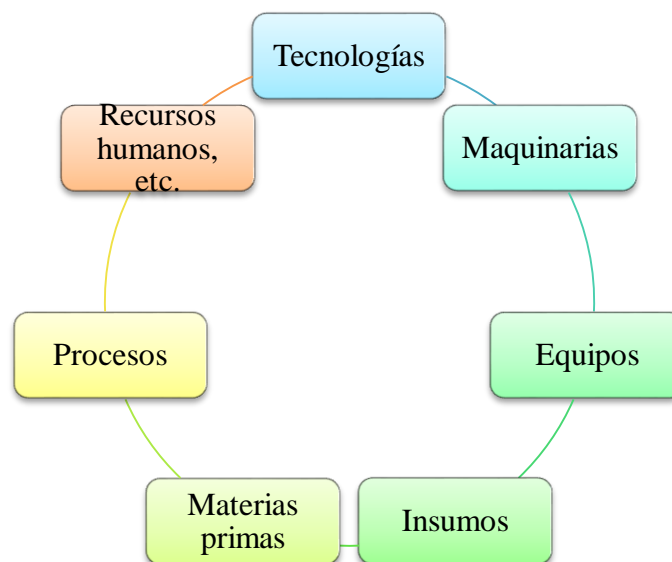 Tecnologías
Recursos
humanos,
etc.
Maquinarias
Procesos
Equipos
Materias
primas
Insumos